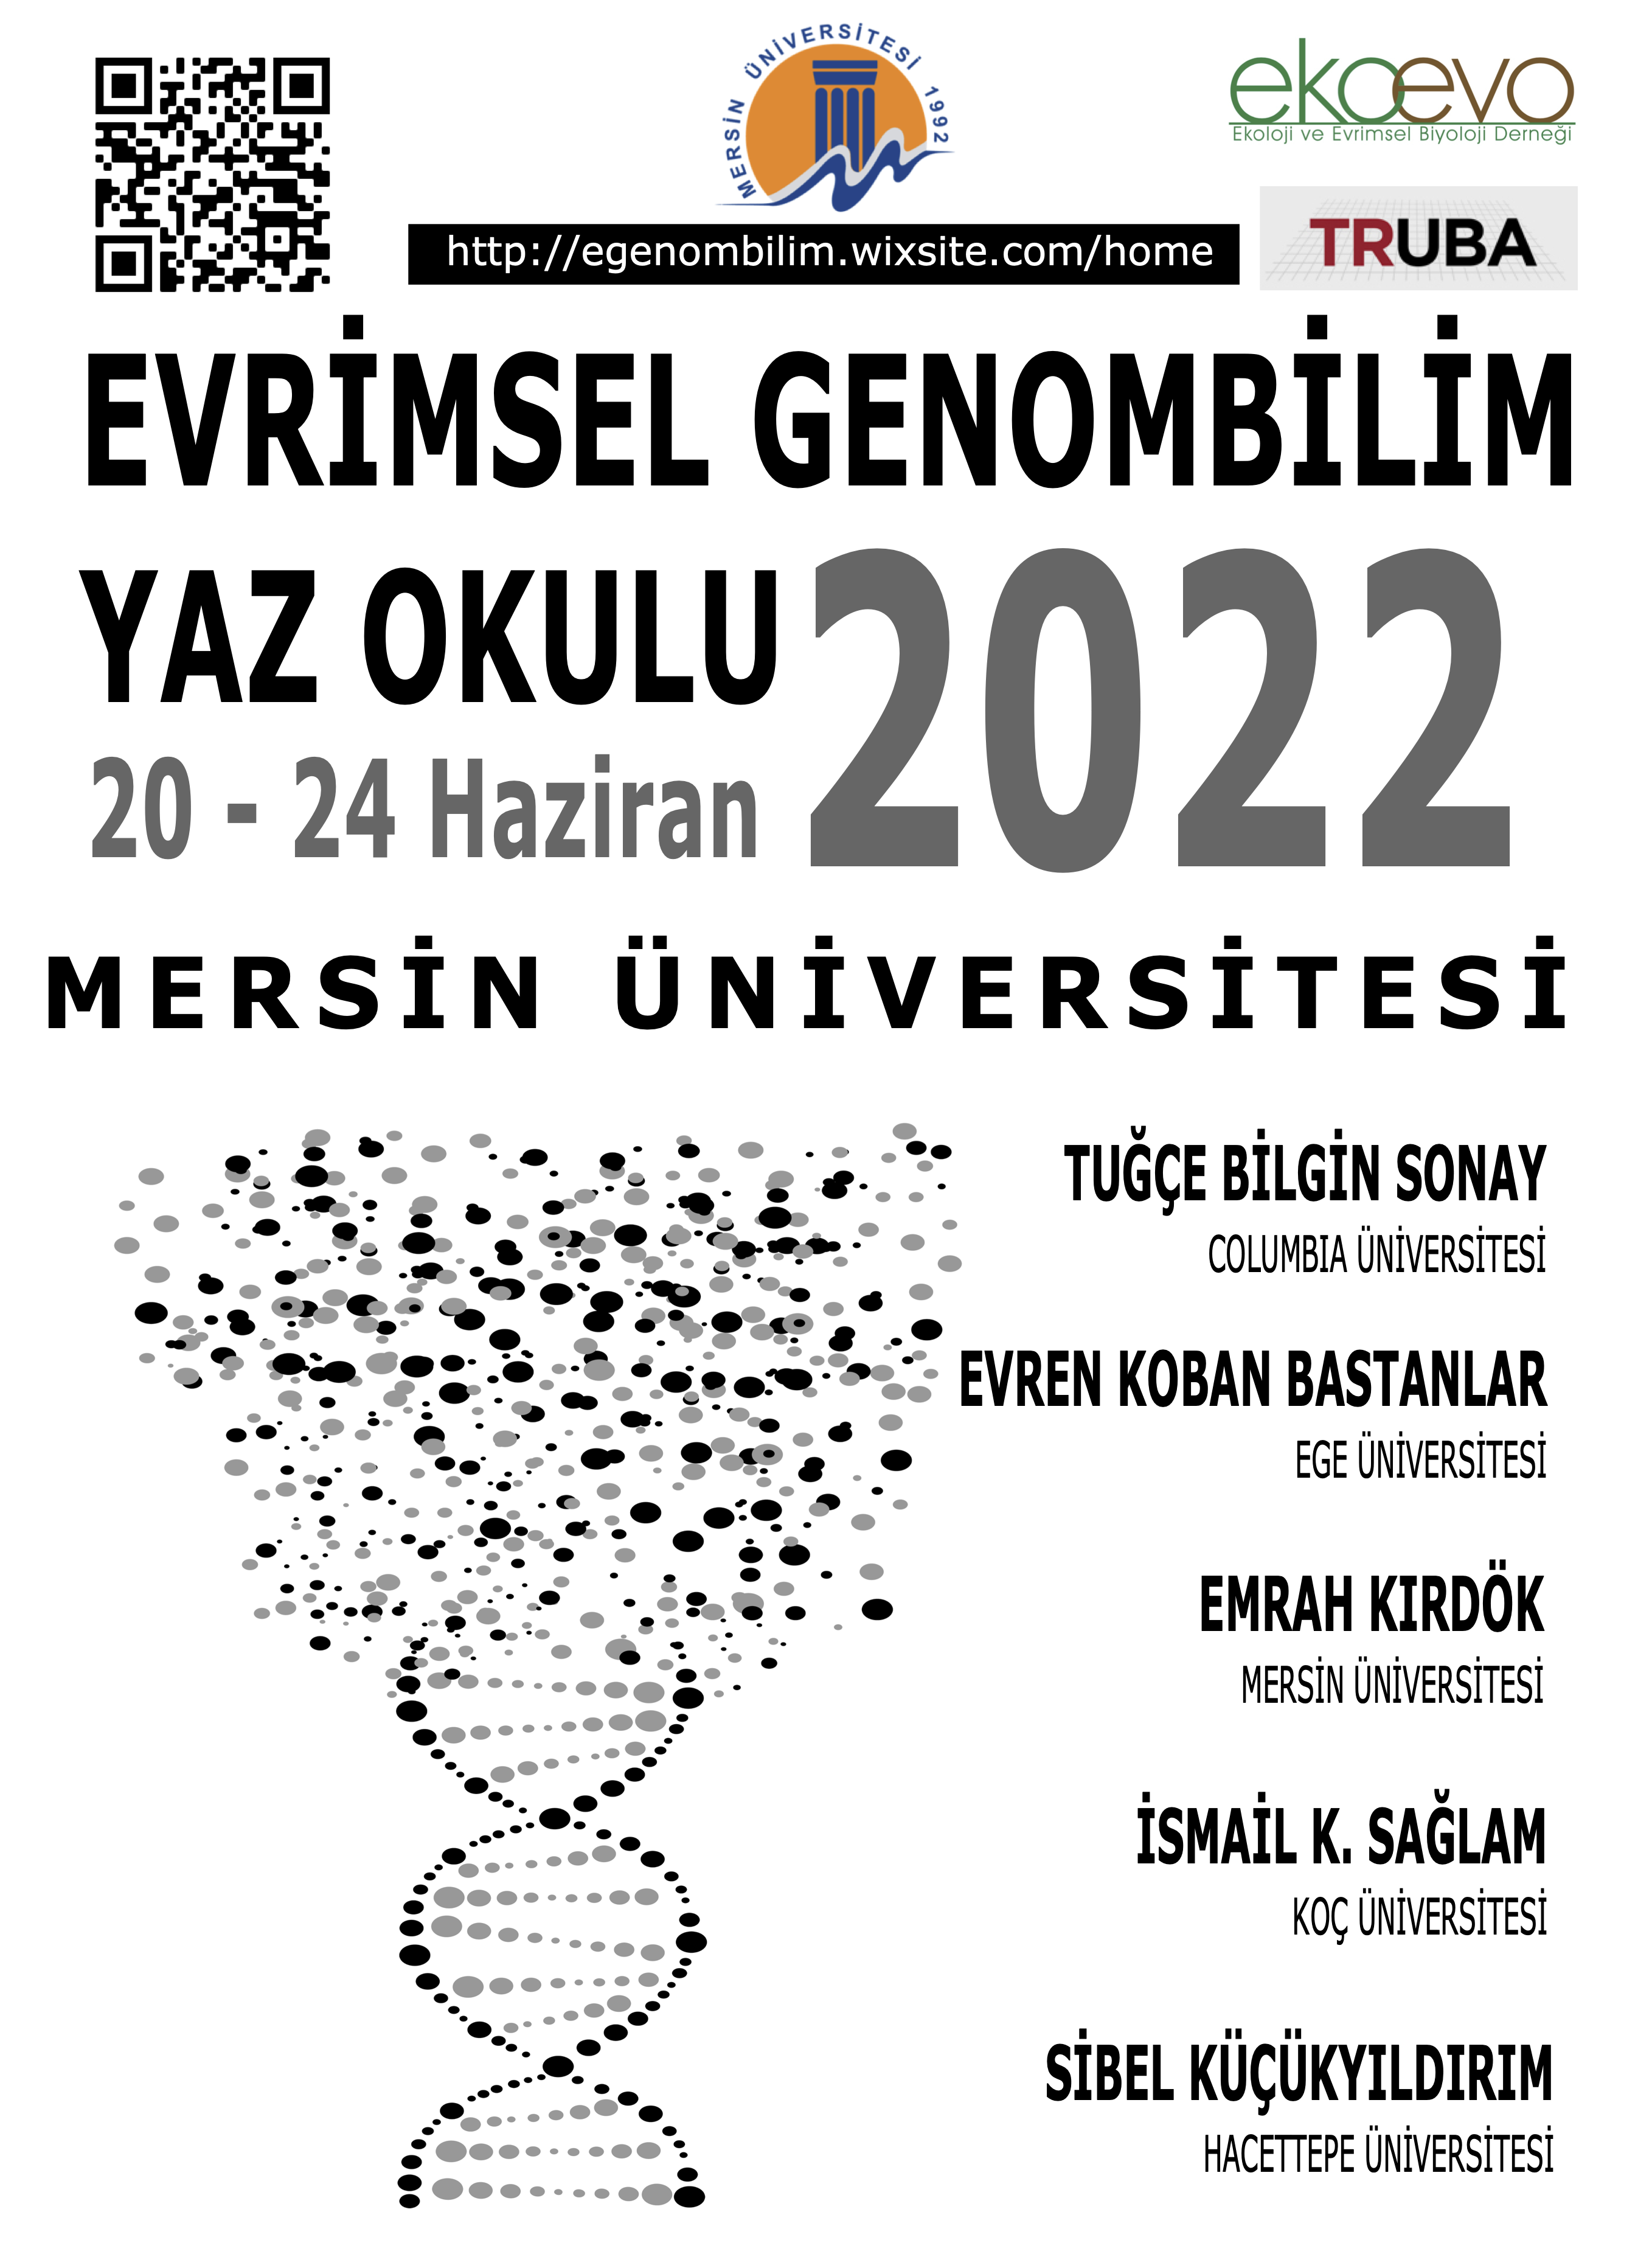 MERSİN ÜNİVERSİTESİ 1992
ekoevo
Ekoloji ve Evrimsel Biyoloji Derneği
http://egenombilim.wixsite.com/home
TRUBA
EVRİMSEL GENOMBİLİM
YAZ OKULU
2022
20 - 24 Haziran
MERSİN ÜNİVERSİTESİ
TUĞÇE BİLGİN SONAY
COLUMBIA ÜNİVERSİTESİ
EVREN KOBAN BASTANLAR
EGE ÜNİVERSİTESİ
EMRAH KIRDÖK
MERSİN ÜNİVERSİTESİ
İSMAİL K. SAĞLAM
KOÇ ÜNİVERSİTESİ
SİBEL KÜÇÜKYILDIRIM
HACETTEPE ÜNİVERSİTESİ